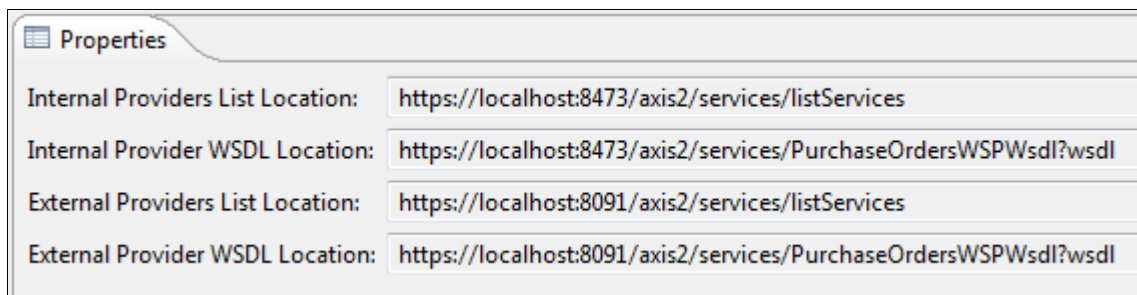 Properties
Internal Providers List Location: https://localhost:8473/axis2/services/listServices
Internal Provider WSDL Location: https://localhost:8473/axis2/services/PurchaseOrdersWSPWsdl?wsdl
External Providers List Location: https://localhost:8091/axis2/services/listServices
External Provider WSDL Location: https://localhost:8091/axis2/services/PurchaseOrdersWSPWsdl?wsdl